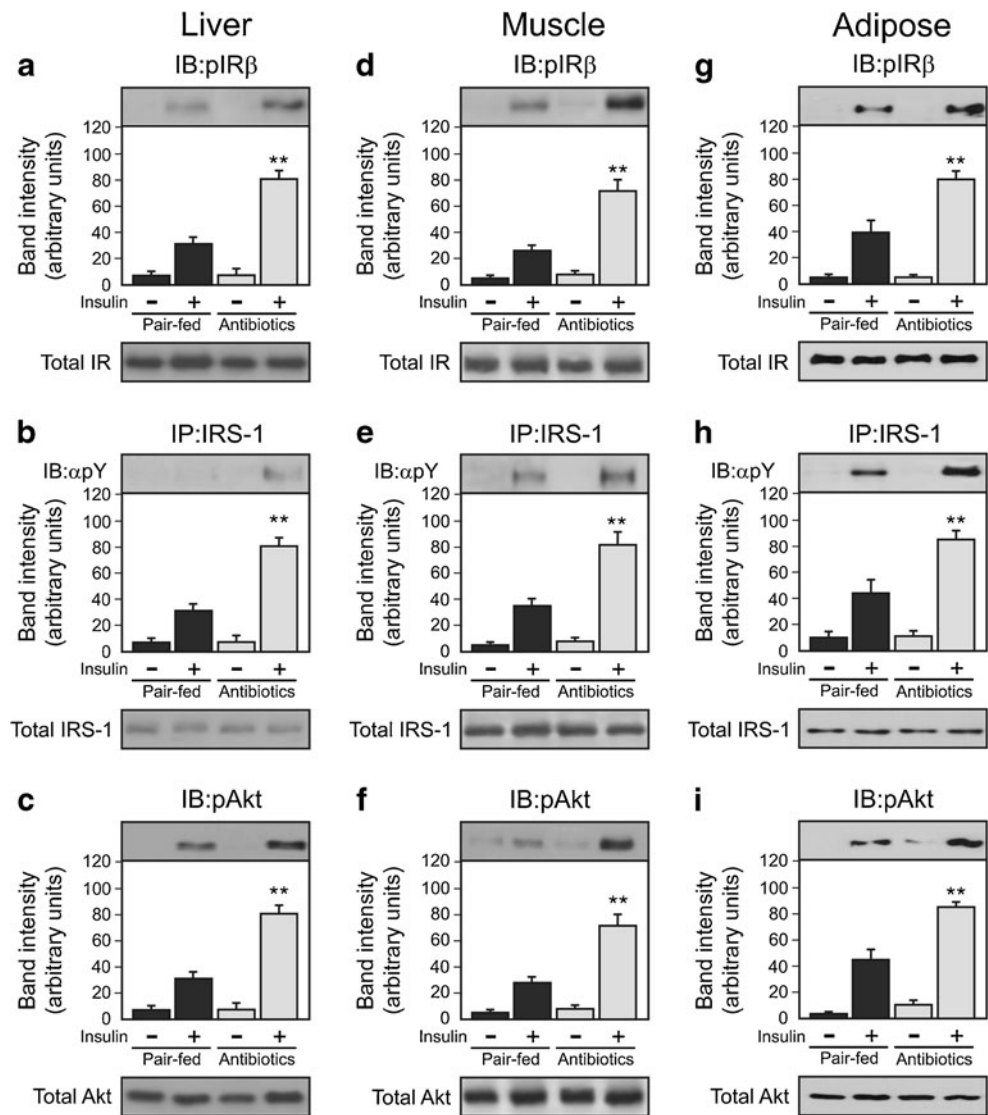 Liver
Muscle
Adipose
a
IB:pIRβ
120
100
80
60
40
20
0
Band intensity
(arbitrary units)
**
Insulin − + − +
Pair-fed Antibiotics
Total IR
d
IB:pIRβ
120
100
80
60
40
20
0
Band intensity
(arbitrary units)
**
Insulin − + − +
Pair-fed Antibiotics
Total IR
g
IB:pIRβ
120
100
80
60
40
20
0
Band intensity
(arbitrary units)
**
Insulin − + − +
Pair-fed Antibiotics
Total IR
b
IP:IRS-1
IB:αpY
120
100
80
60
40
20
0
Band intensity
(arbitrary units)
**
Insulin − + − +
Pair-fed Antibiotics
Total IRS-1
e
IP:IRS-1
IB:αpY
120
100
80
60
40
20
0
Band intensity
(arbitrary units)
**
Insulin − + − +
Pair-fed Antibiotics
Total IRS-1
h
IP:IRS-1
IB:αpY
120
100
80
60
40
20
0
Band intensity
(arbitrary units)
**
Insulin − + − +
Pair-fed Antibiotics
Total IRS-1
c
IB:pAkt
120
100
80
60
40
20
0
Band intensity
(arbitrary units)
**
Insulin − + − +
Pair-fed Antibiotics
Total Akt
f
IB:pAkt
120
100
80
60
40
20
0
Band intensity
(arbitrary units)
**
Insulin − + − +
Pair-fed Antibiotics
Total Akt
i
IB:pAkt
120
100
80
60
40
20
0
Band intensity
(arbitrary units)
**
Insulin − + − +
Pair-fed Antibiotics
Total Akt